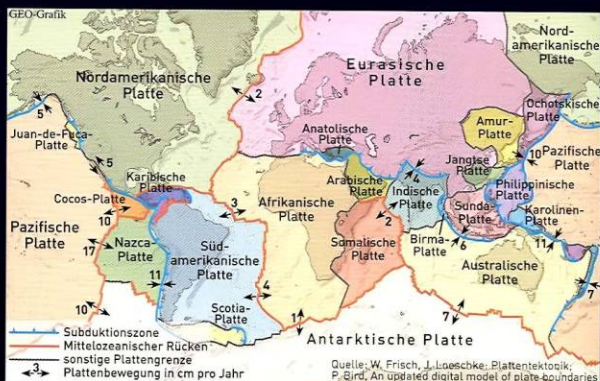 GEO-Grafik
Nordamerikanische
Platte
Juan-de-Fuca-
Platte
Karibische
Platte
Cocos-Platte
Pazifische
Platte
Nazca-
Platte
Süd-
amerikanische
Platte
Scotia-
Platte
Eurasische
Platte
Anatolische
Platte
Arabische
Platte
Afrikanische
Platte
Somalische
Platte
Indische
Platte
Birma-
Platte
Sunda-
Platte
Jangtse
Platte
Amur-
Platte
Nord-
amerikanische
Platte
Ochotskische
Platte
Pazifische
Platte
Philippinische
Platte
Karolinen-
Platte
Australische
Platte
Antarktische Platte
5
5
2
10
17
10
11
3
4
1
2
4
6
7
10
11
7
Subduktionszone
Mittelozeanischer Rücken
sonstige Plattengrenze
3 Plattenbewegung in cm pro Jahr
Quelle: W. Frisch, J. Loeschke: Plattentektonik;
P. Bird, An updated digital model of plate boundaries